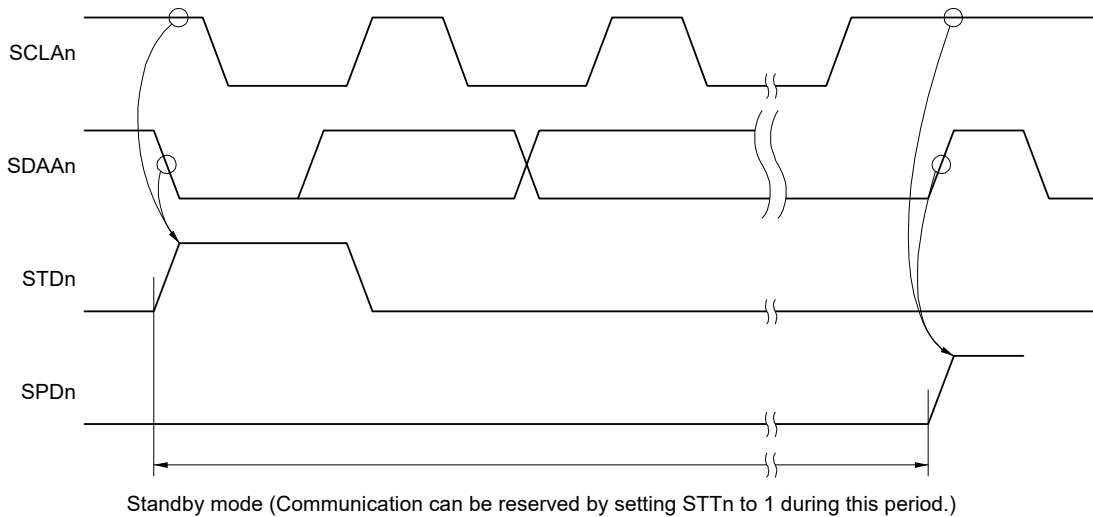 SCLAn
SDAAn
STDn
SPDn
Standby mode (Communication can be reserved by setting STTn to 1 during this period.)